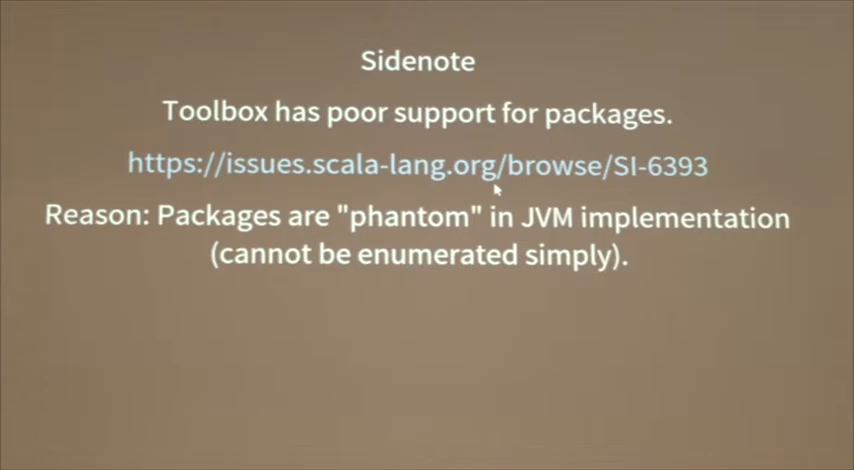 Sidenote
Toolbox has poor support for packages.
https://issues.scala-lang.org/browse/SI-6393
Reason: Packages are "phantom" in JVM implementation
(cannot be enumerated simply).